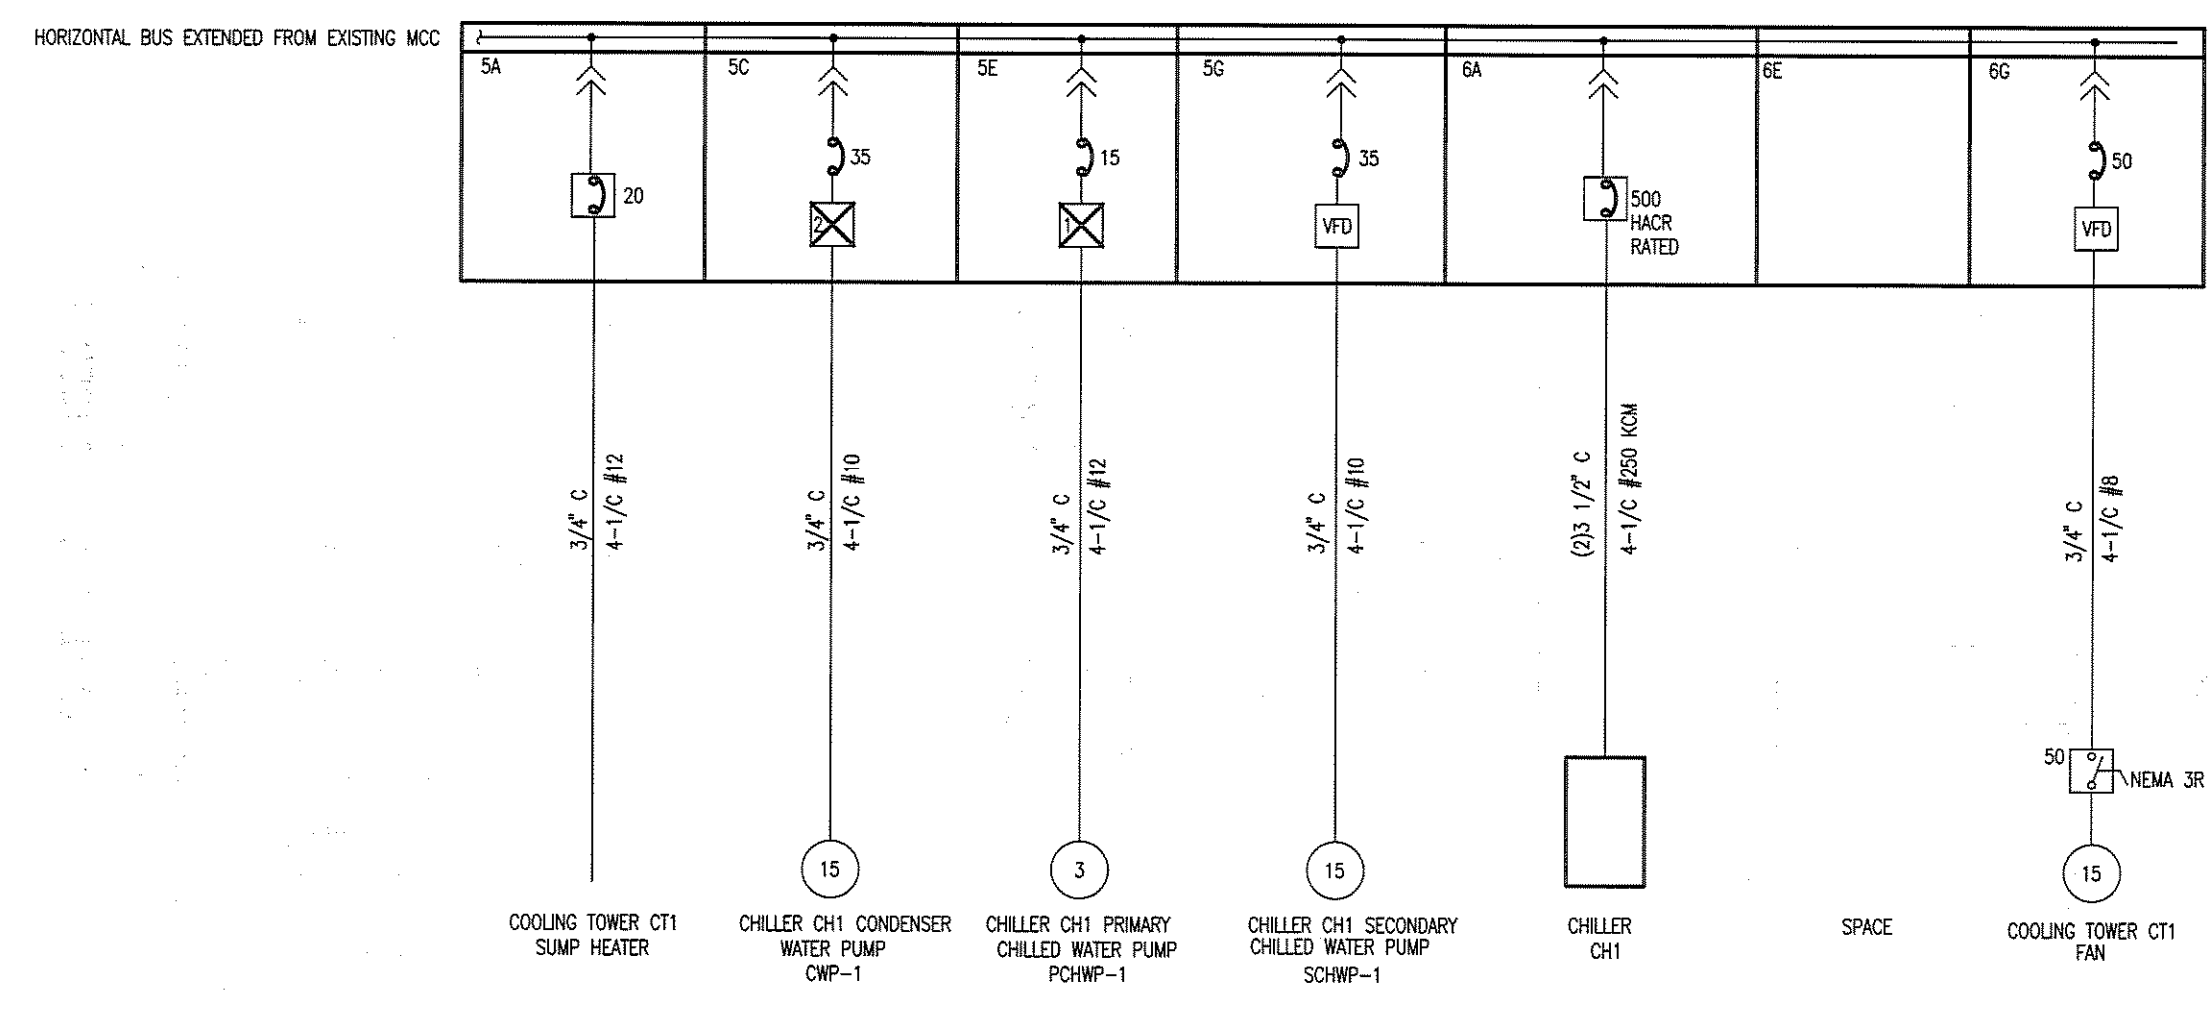 HORIZONTAL BUS EXTENDED FROM EXISTING MCC
5A
5C
5E
5G
6A
6E
6G
20
35
2
15
1
35
VFD
500
HACR
RATED
50
VFD
3/4" C
4-1/C #12
3/4" C
4-1/C #10
3/4" C
4-1/C #12
3/4" C
4-1/C #10
(2)3 1/2" C
4-1/C #250 KCM
3/4" C
4-1/C #8
50
NEMA 3R
15
3
15
15
COOLING TOWER CT1
SUMP HEATER
CHILLER CH1 CONDENSER
WATER PUMP
CWP-1
CHILLER CH1 PRIMARY
CHILLED WATER PUMP
PCHWP-1
CHILLER CH1 SECONDARY
CHILLED WATER PUMP
SCHWP-1
CHILLER
CH1
SPACE
COOLING TOWER CT1
FAN